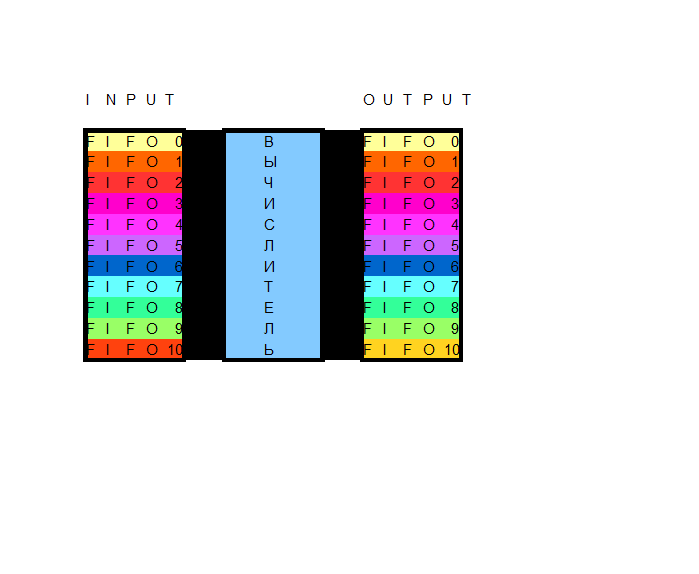 INPUT OUTPUT
FIFO 0 В FIFO 0
FIFO 1 Ы FIFO 1
FIFO 2 Ч FIFO 2
FIFO 3 И FIFO 3
FIFO 4 С FIFO 4
FIFO 5 Л FIFO 5
FIFO 6 И FIFO 6
FIFO 7 Т FIFO 7
FIFO 8 Е FIFO 8
FIFO 9 Л FIFO 9
FIFO 10 Ь FIFO 10